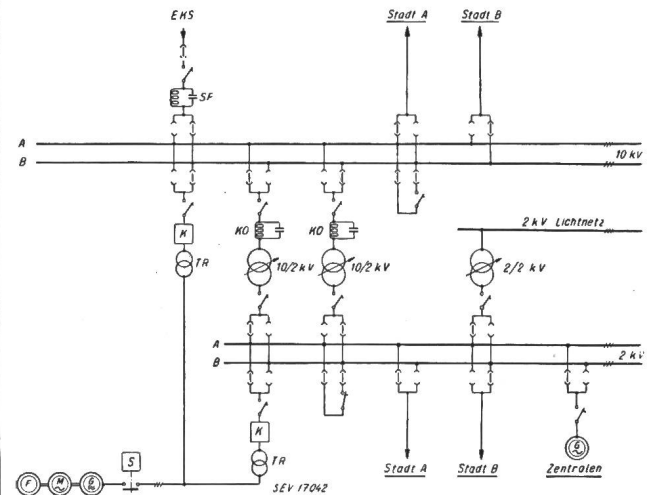 EKS
Stadt A
Stadt B
SF
A
B
10 kV
K
KO
KO
2 kV Lichtnetz
TR
10/2 kV
10/2 kV
2/2 kV
A
B
2 kV
K
G
S
TR
Stadt A
Stadt B
Zentralen
F
M
G
SEV 17042